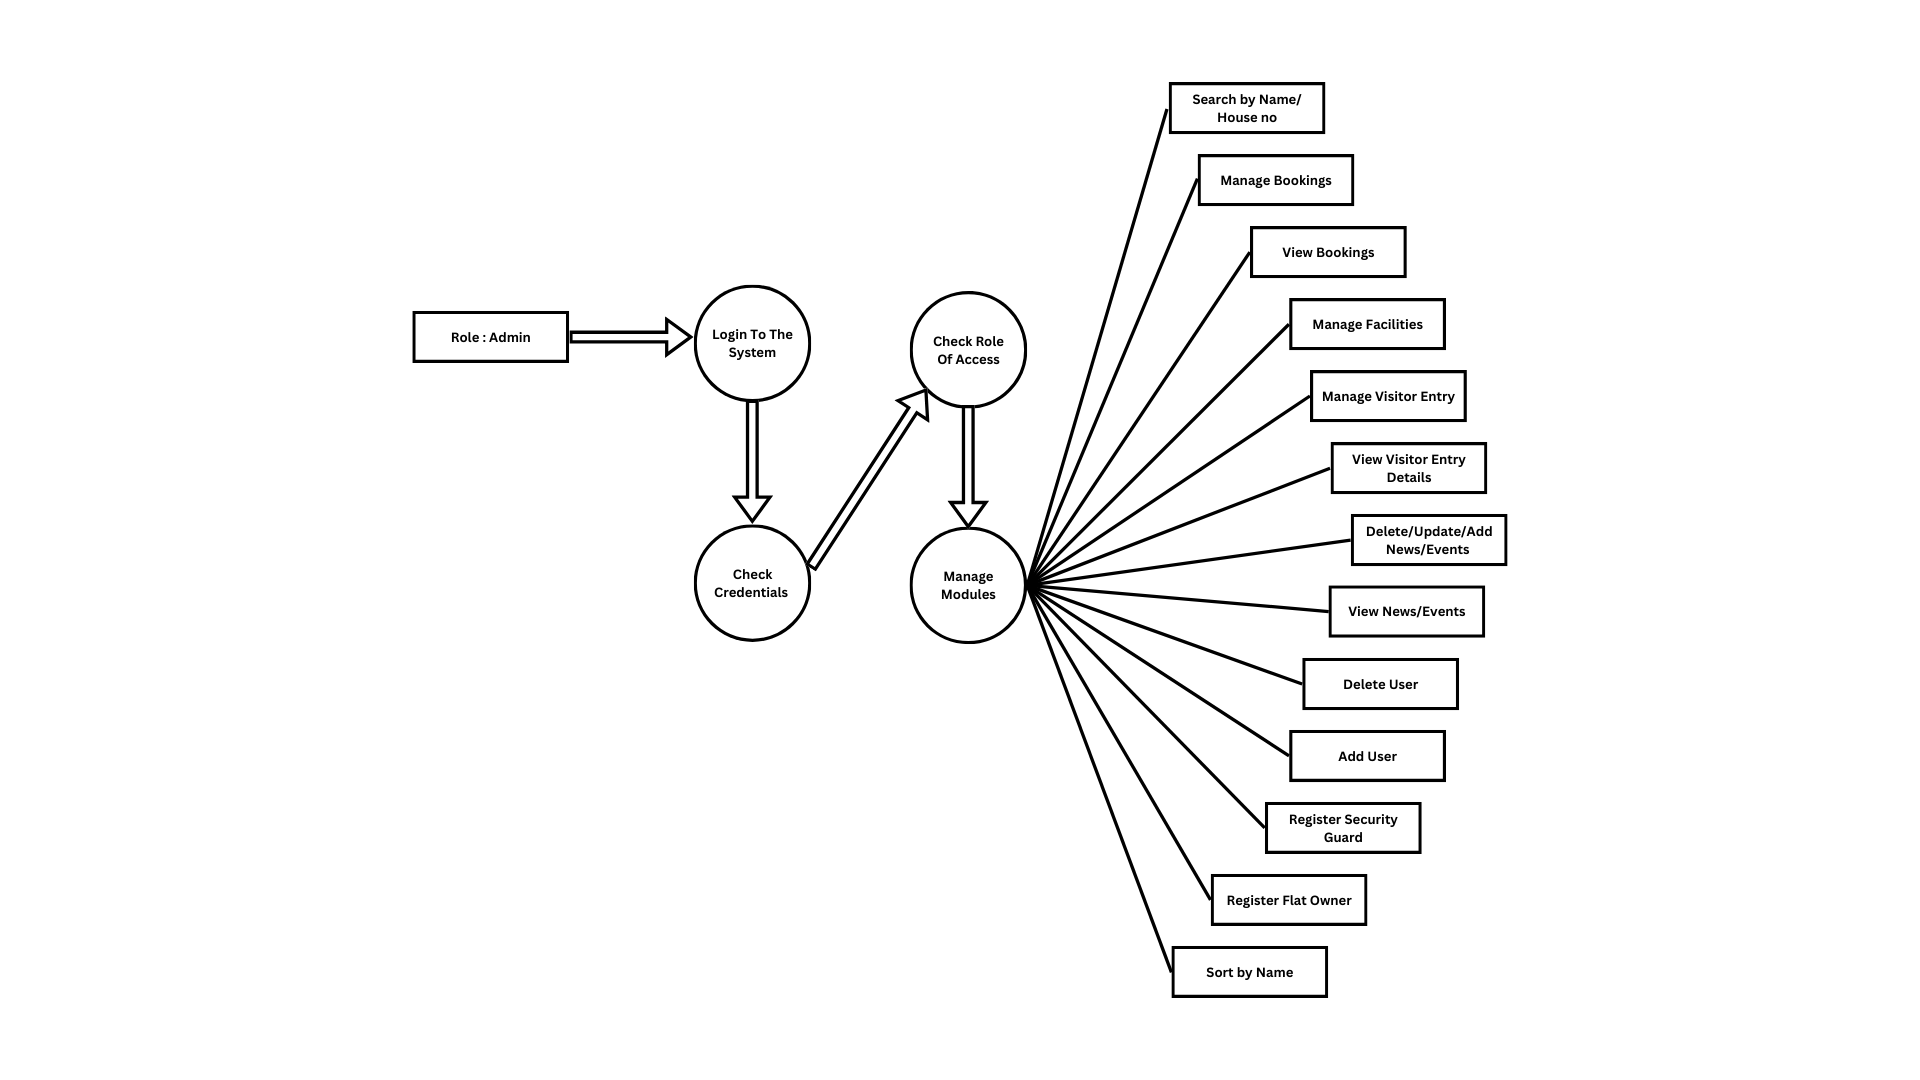 Role : Admin
Login To The
System
Check
Credentials
Check Role
Of Access
Manage
Modules
Search by Name/
House no
Manage Bookings
View Bookings
Manage Facilities
Manage Visitor Entry
View Visitor Entry
Details
Delete/Update/Add
News/Events
View News/Events
Delete User
Add User
Register Security
Guard
Register Flat Owner
Sort by Name